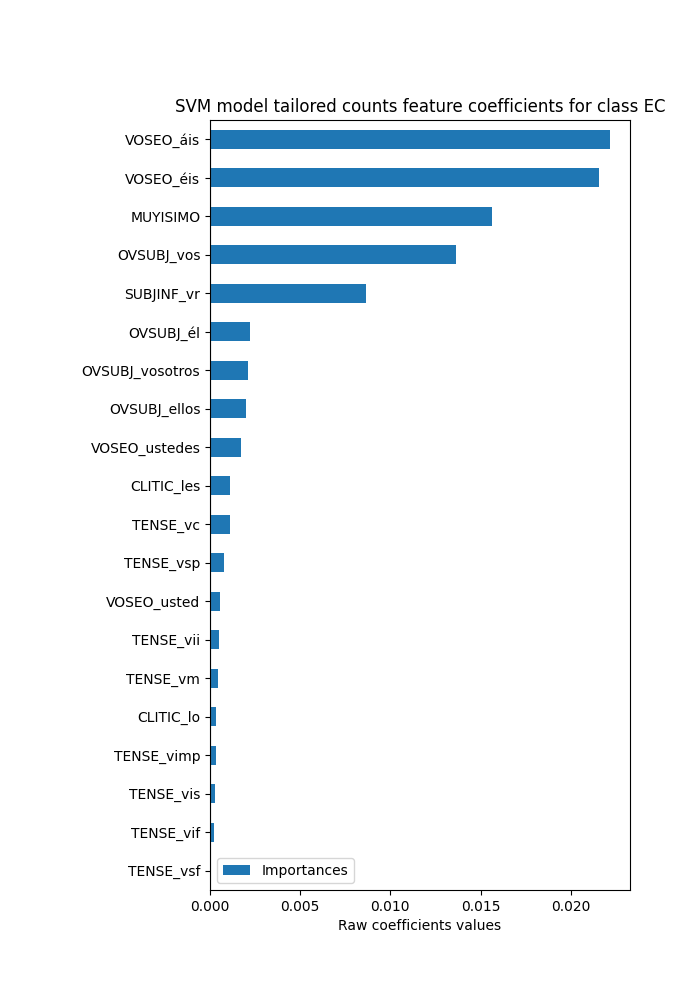 SVM model tailored counts feature coefficients for class EC
VOSEO_áis
VOSEO_éis
MUYISIMO
OVSUBJ_vos
SUBJINF_vr
OVSUBJ_él
OVSUBJ_vosotros
OVSUBJ_ellos
VOSEO_ustedes
CLITIC_les
TENSE_vc
TENSE_vsp
VOSEO_usted
TENSE_vii
TENSE_vm
CLITIC_lo
TENSE_vimp
TENSE_vis
TENSE_vif
TENSE_vsf
Importances
0.000 0.005 0.010 0.015 0.020
Raw coefficients values